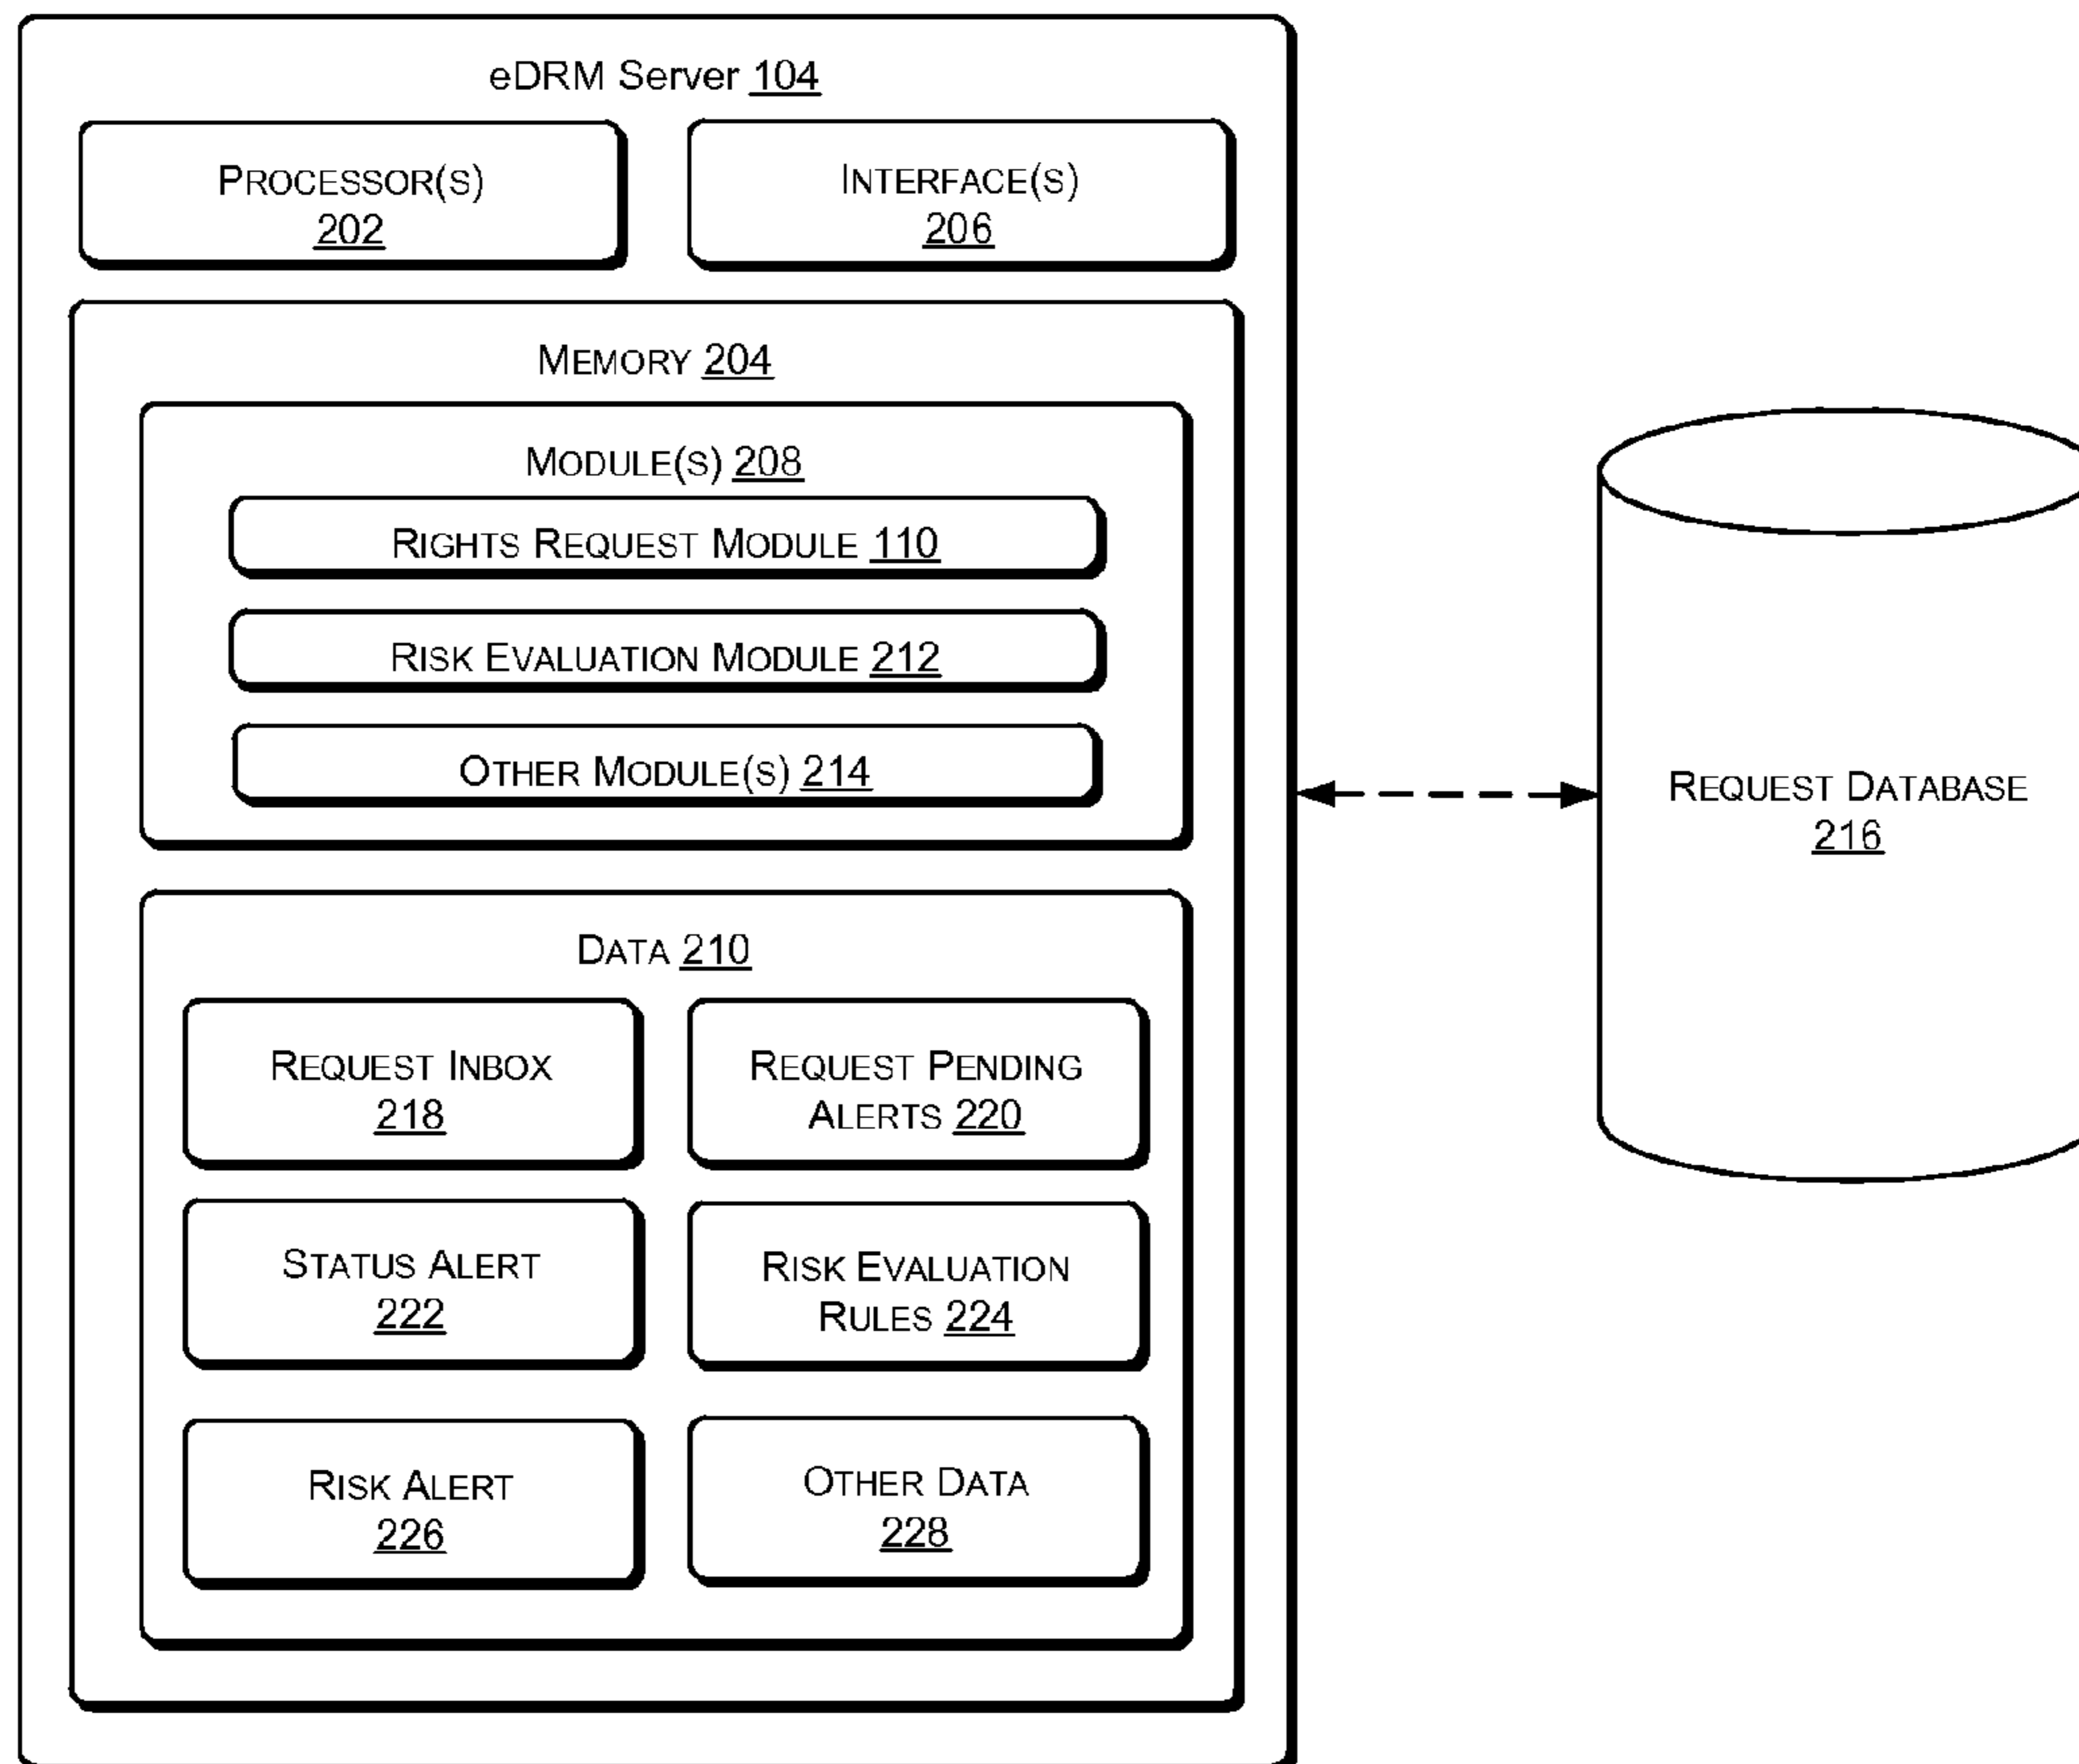 eDRM Server 104
PROCESSOR(S)
202
INTERFACE(S)
206
MEMORY 204
MODULE(S) 208
RIGHTS REQUEST MODULE 110
RISK EVALUATION MODULE 212
OTHER MODULE(S) 214
DATA 210
REQUEST INBOX
218
REQUEST PENDING
ALERTS 220
STATUS ALERT
222
RISK EVALUATION
RULES 224
RISK ALERT
226
OTHER DATA
228
REQUEST DATABASE
216